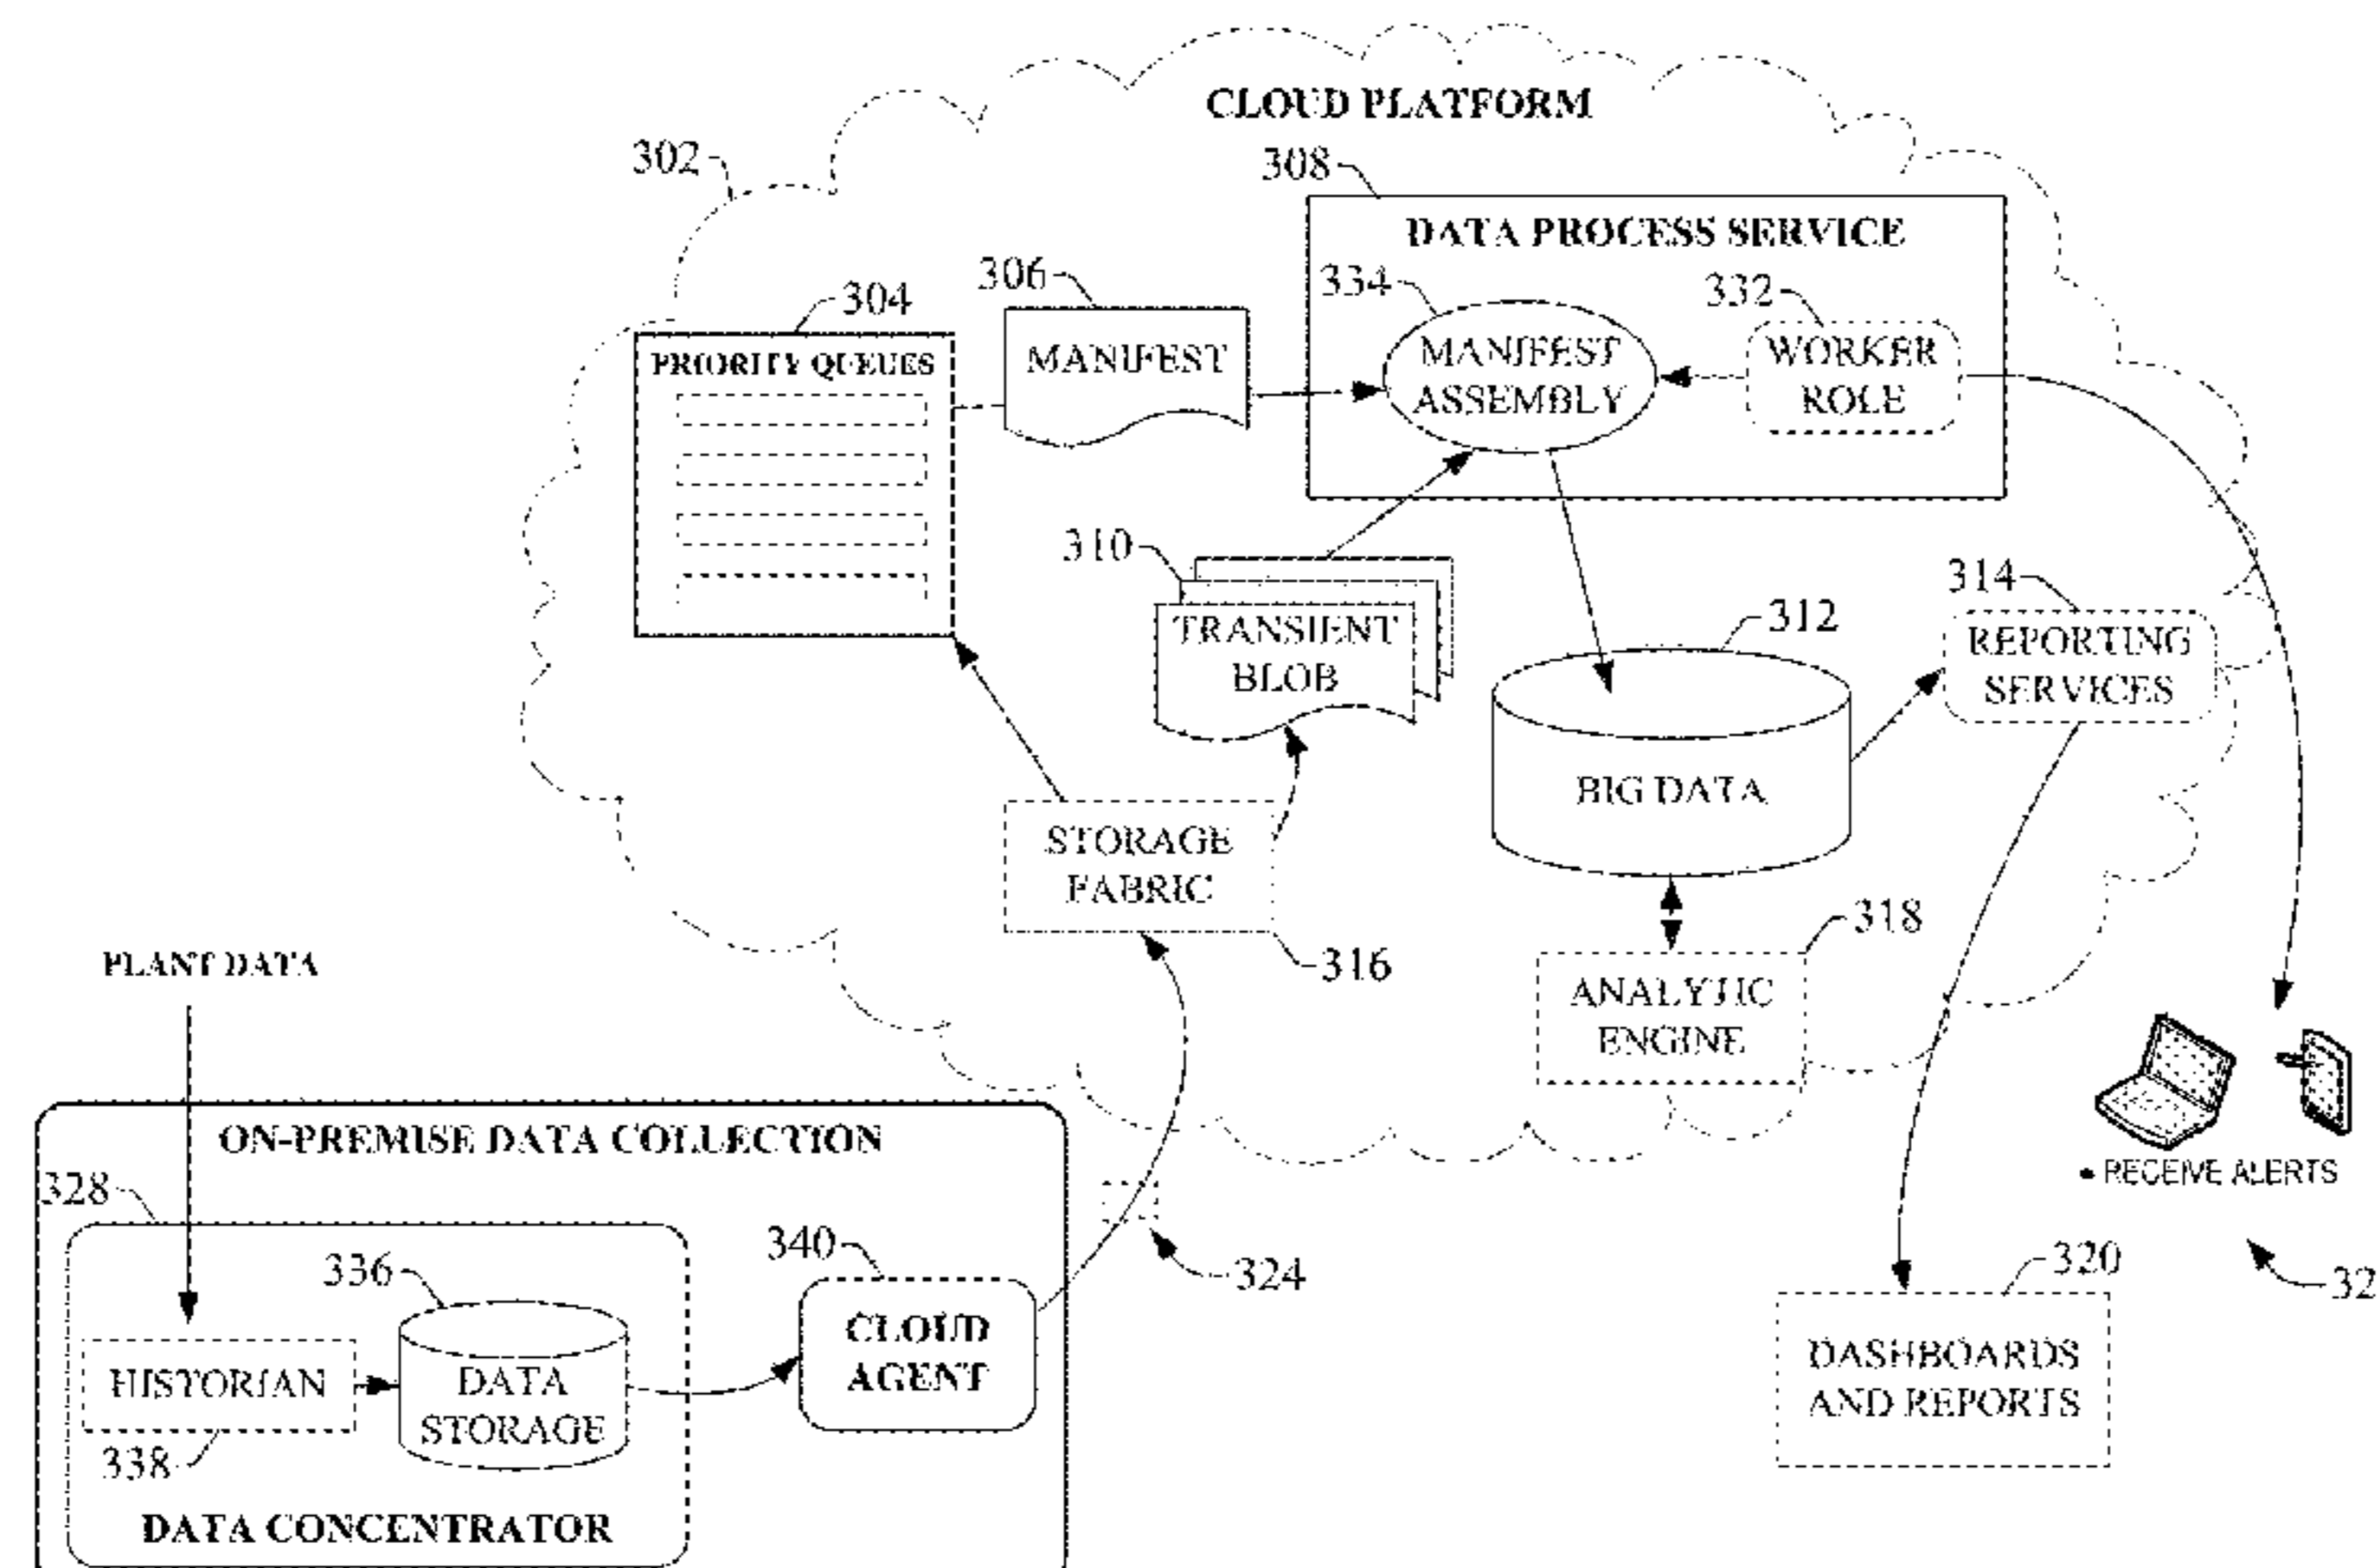 CLOUD PLATFORM
302
308
DATA PROCESS SERVICE
306
334
332
304
PRIORITY QUEUES
MANIFEST
MANIFEST
ASSEMBLY
WORKER
ROLE
310
TRANSIENT
BLOB
312
314
REPORTING
SERVICES
BIG DATA
STORAGE
FABRIC
316
318
ANALYTIC
ENGINE
PLANT DATA
ON-PREMISE DATA COLLECTION
328
336
340
324
HISTORIAN
338
DATA
STORAGE
CLOUD
AGENT
DATA CONCENTRATOR
• RECEIVE ALERTS
32
320
DASHBOARDS
AND REPORTS